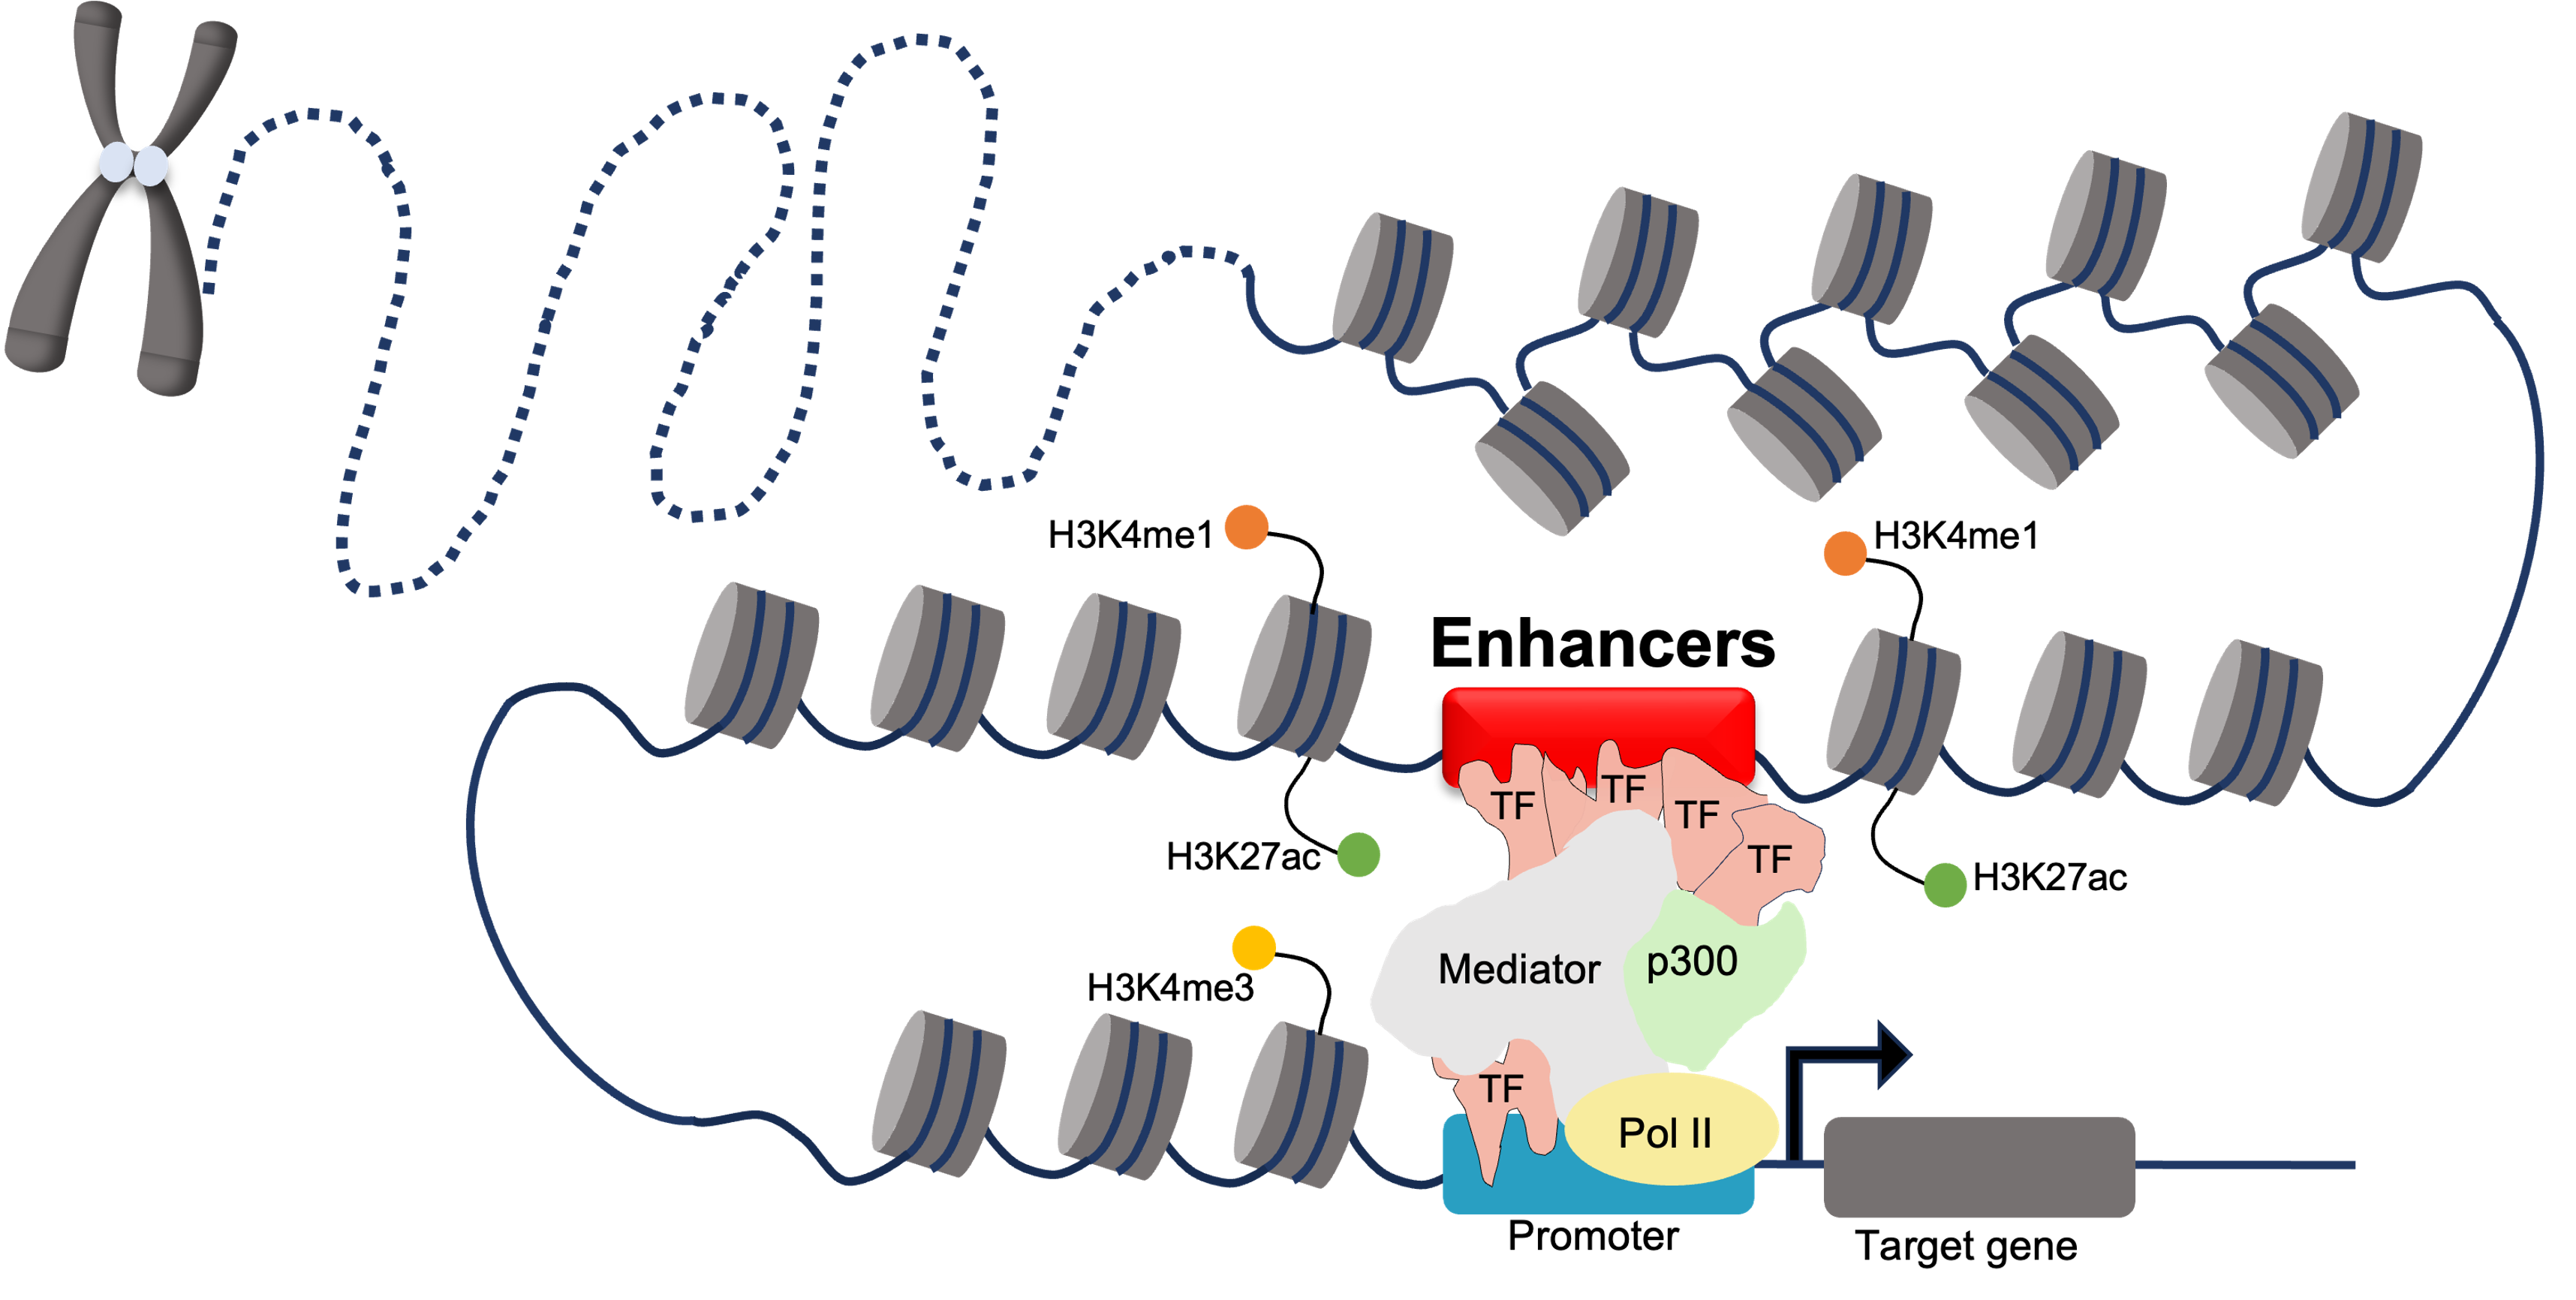 H3K4me1
H3K4me1
Enhancers
TF
TF
TF
TF
H3K27ac
H3K27ac
H3K4me3
Mediator
p300
TF
Pol II
Promoter
Target gene